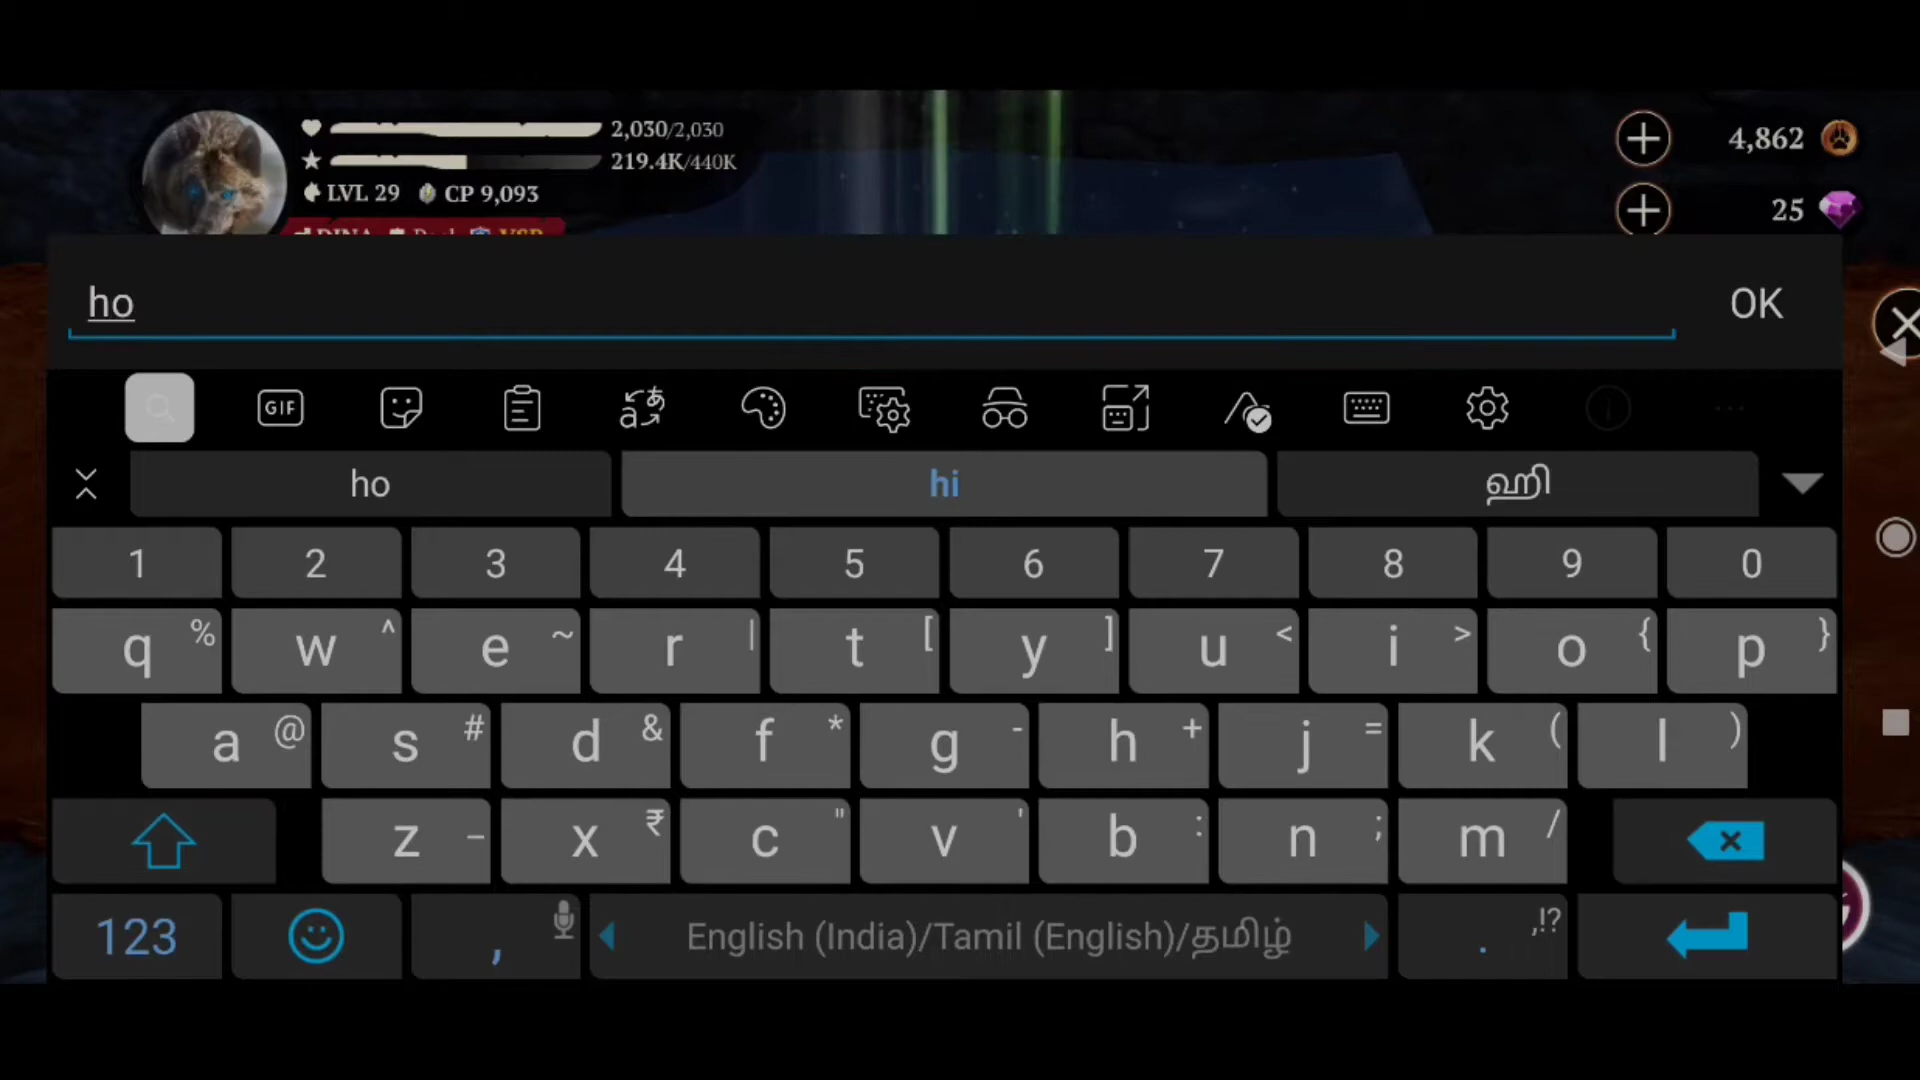 2,030/2,030
219.4K/440K
LVL 29 CP 9,093
4,862
25
ho
OK
GIF
ho hi ஹி
1 2 3 4 5 6 7 8 9 0
q % w ^ e ~ r | t [ y ] u < i > o { p }
a @ s # d & f * g - h + j = k ( l )
z _ x ₹ c " v ' b : n ; m /
123 , English (India)/Tamil (English)/தமிழ் . ,!?